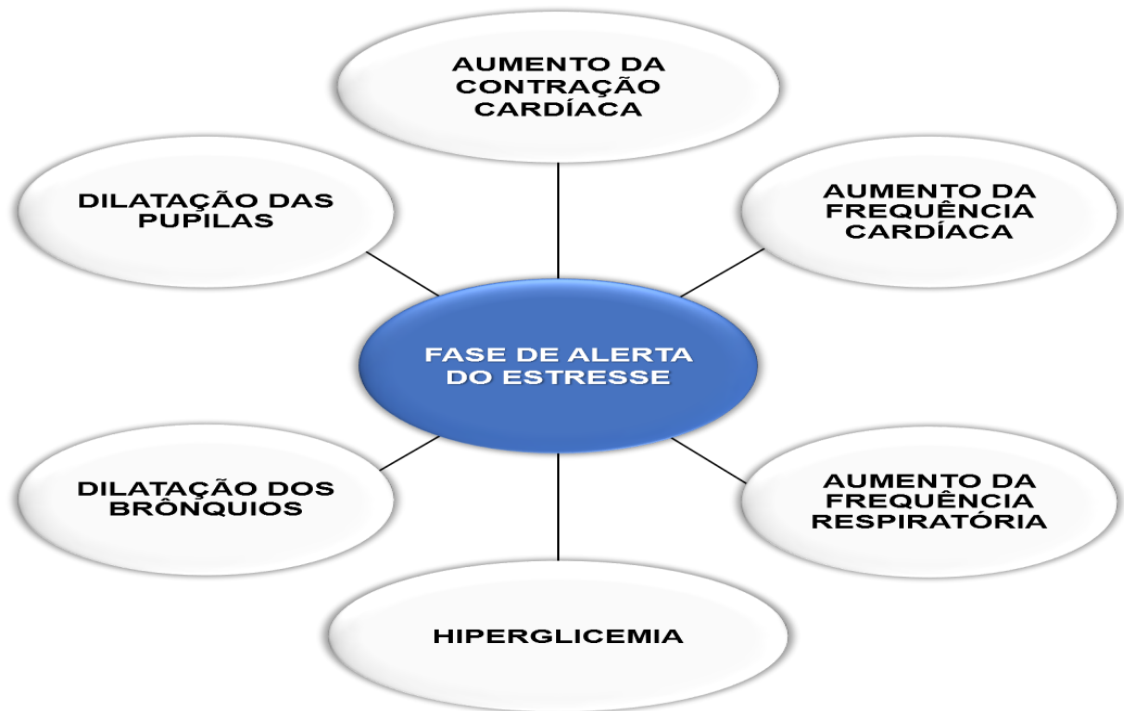 AUMENTO DA
CONTRAÇÃO
CARDÍACA
DILATAÇÃO DAS
PUPILAS
AUMENTO DA
FREQUÊNCIA
CARDÍACA
FASE DE ALERTA
DO ESTRESSE
DILATAÇÃO DOS
BRÔNQUIOS
AUMENTO DA
FREQUÊNCIA
RESPIRATÓRIA
HIPERGLICEMIA